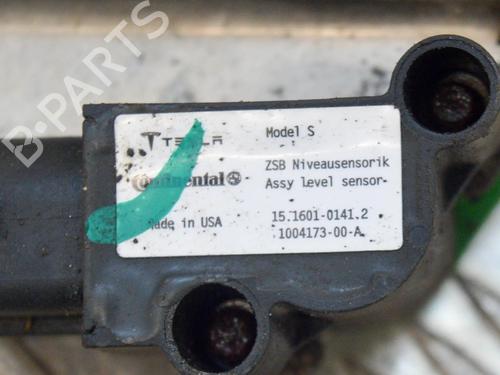 B-PARTS
TESLA
Model S
Continental
ZSB Niveausensorik
Assy level sensor
Made in USA
15.1601-0141.2
1004173-00-A